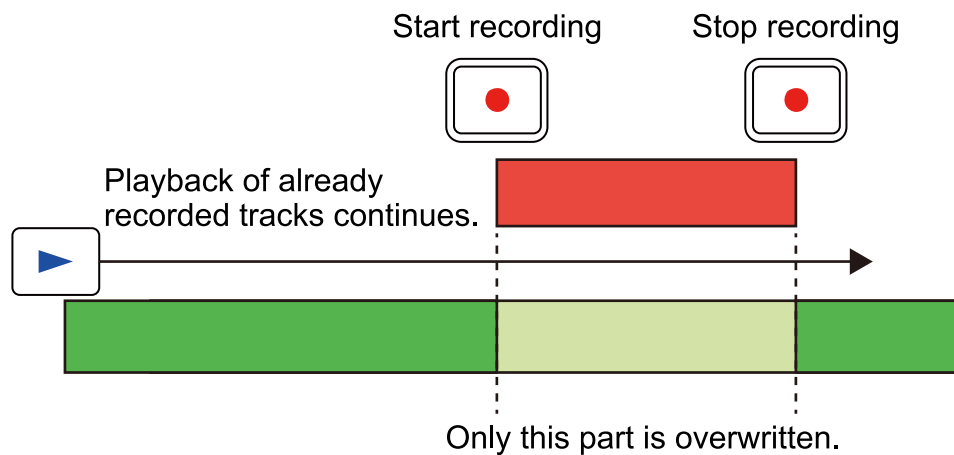 Start recording
Stop recording
Playback of already
recorded tracks continues.
Only this part is overwritten.